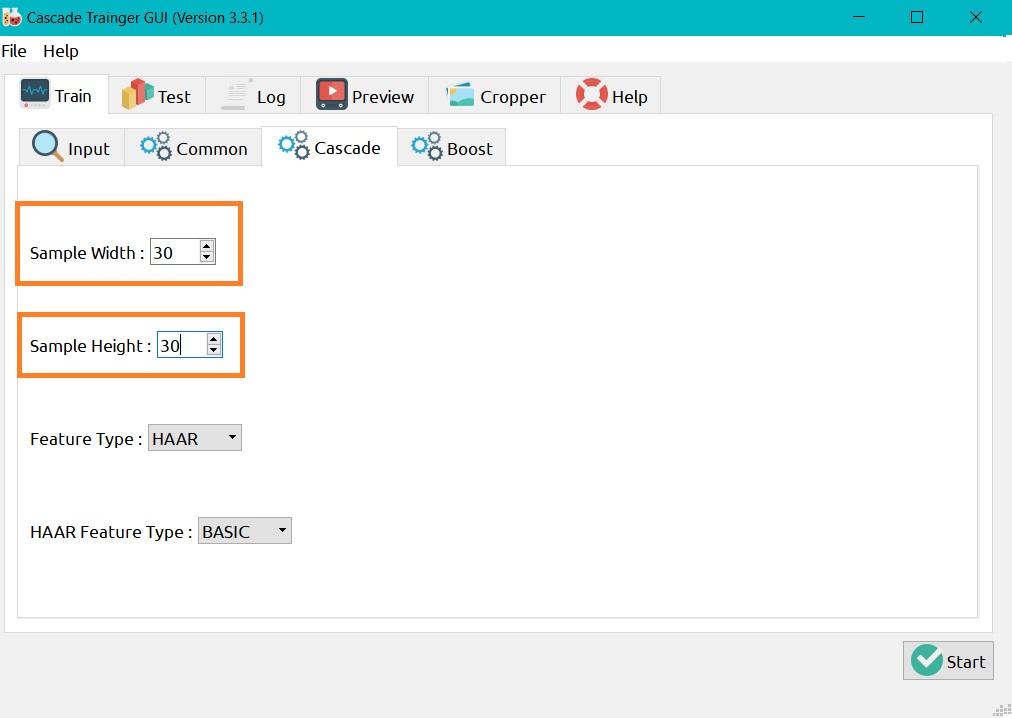 Cascade Trainger GUI (Version 3.3.1)
File Help
Train Test Log Preview Cropper Help
Input Common Cascade Boost
Sample Width : 30
Sample Height : 30
Feature Type : HAAR
HAAR Feature Type : BASIC
Start